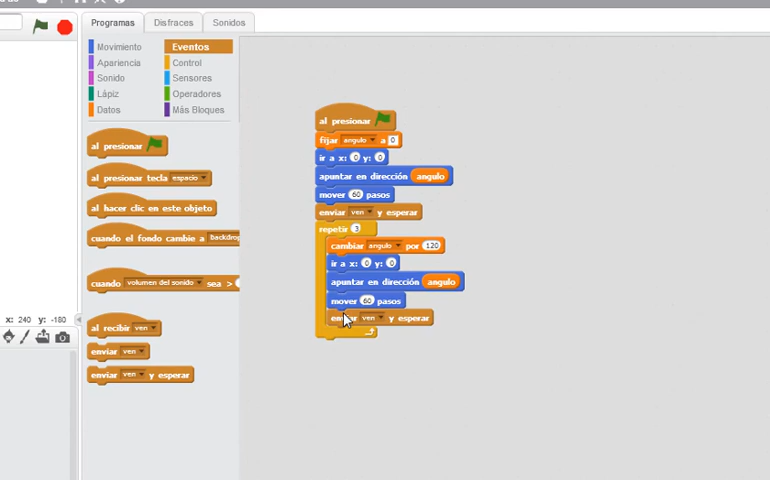 Programas Disfraces Sonidos
Movimiento Eventos
Apariencia Control
Sonido Sensores
Lápiz Operadores
Datos Más Bloques
al presionar
al presionar tecla espacio
al hacer clic en este objeto
cuando el fondo cambie a backdrop
cuando volumen del sonido sea >
al recibir ven
enviar ven
enviar ven y esperar
x: 240 y: -180
al presionar
fijar angulo a 0
ir a x: 0 y: 0
apuntar en dirección angulo
mover 60 pasos
enviar ven y esperar
repetir 3
cambiar angulo por 120
ir a x: 0 y: 0
apuntar en dirección angulo
mover 60 pasos
enviar ven y esperar